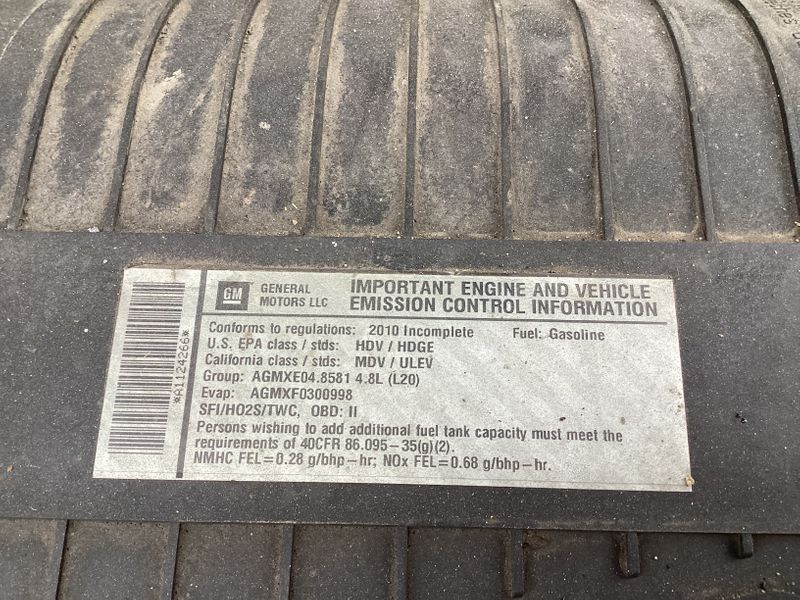 GM
GENERAL
MOTORS LLC
IMPORTANT ENGINE AND VEHICLE
EMISSION CONTROL INFORMATION
Conforms to regulations: 2010 Incomplete Fuel: Gasoline
U.S. EPA class / stds: HDV / HDGE
California class / stds: MDV / ULEV
Group: AGMXE04.8581 4.8L (L20)
Evap: AGMXF0300998
SFI/HO2S/TWC, OBD: II
Persons wishing to add additional fuel tank capacity must meet the
requirements of 40CFR 86.095-35(g)(2).
NMHC FEL=0.28 g/bhp-hr; NOx FEL=0.68 g/bhp-hr.
*A1124266*